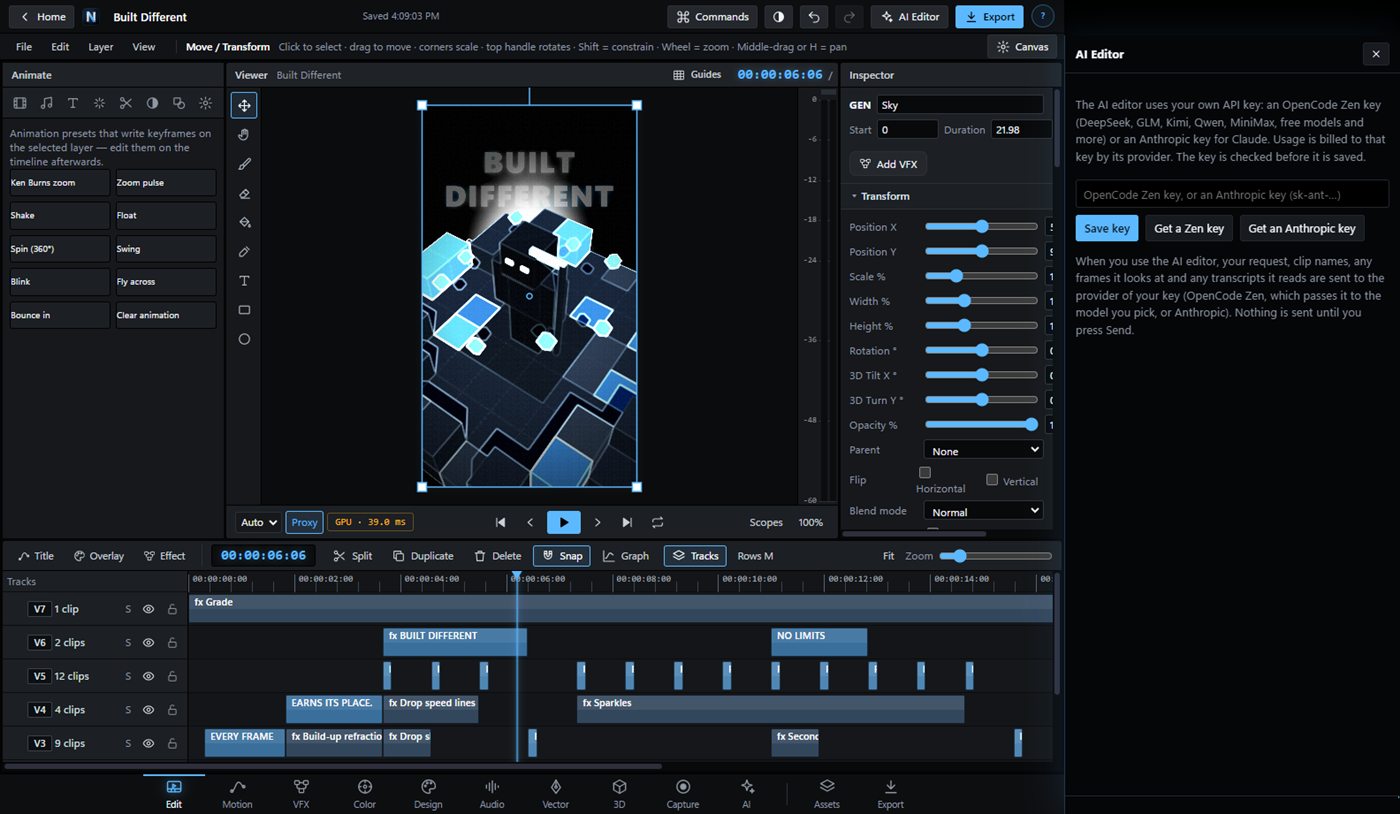 Home
N
Built Different
Saved 4:09:03 PM
Commands
AI Editor
Export
?
File
Edit
Layer
View
Move / Transform
Click to select · drag to move · corners scale · top handle rotates · Shift = constrain · Wheel = zoom · Middle-drag or H = pan
Canvas
Animate
Animation presets that write keyframes on
the selected layer — edit them on the
timeline afterwards.
Ken Burns zoom
Zoom pulse
Shake
Float
Spin (360°)
Swing
Blink
Fly across
Bounce in
Clear animation
Viewer
Built Different
Guides
00:00:06:06 /
BUILT
DIFFERENT
0
-6
-12
-18
-24
-36
-48
-60
Auto
Proxy
GPU · 39.0 ms
Scopes
100%
Inspector
GEN
Sky
Start
0
Duration
21.98
Add VFX
Transform
Position X
Position Y
Scale %
Width %
Height %
Rotation °
3D Tilt X °
3D Turn Y °
Opacity %
Parent
None
Flip
Horizontal
Vertical
Blend mode
Normal
AI Editor
The AI editor uses your own API key: an OpenCode Zen key
(DeepSeek, GLM, Kimi, Qwen, MiniMax, free models and
more) or an Anthropic key for Claude. Usage is billed to that
key by its provider. The key is checked before it is saved.
OpenCode Zen key, or an Anthropic key (sk-ant-...)
Save key
Get a Zen key
Get an Anthropic key
When you use the AI editor, your request, clip names, any
frames it looks at and any transcripts it reads are sent to the
provider of your key (OpenCode Zen, which passes it to the
model you pick, or Anthropic). Nothing is sent until you
press Send.
Title
Overlay
Effect
00:00:06:06
Split
Duplicate
Delete
Snap
Graph
Tracks
Rows M
Fit
Zoom
Tracks
00:00:00:00
00:00:02:00
00:00:04:00
00:00:06:00
00:00:08:00
00:00:10:00
00:00:12:00
00:00:14:00
V7 1 clip S
fx Grade
V6 2 clips S
fx BUILT DIFFERENT
NO LIMITS
V5 12 clips S
V4 4 clips S
EARNS ITS PLACE.
fx Drop speed lines
fx Sparkles
V3 9 clips S
EVERY FRAME
fx Build-up refractio
fx Drop s
fx Second
Edit
Motion
VFX
Color
Design
Audio
Vector
3D
Capture
AI
Assets
Export